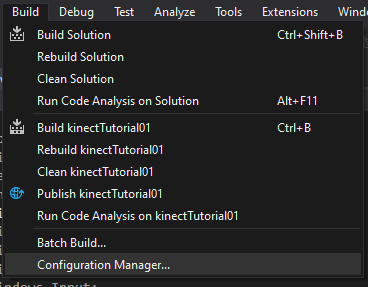 Build Debug Test Analyze Tools Extensions Windo
Build Solution Ctrl+Shift+B
Rebuild Solution
Clean Solution
Run Code Analysis on Solution Alt+F11
Build kinectTutorial01 Ctrl+B
Rebuild kinectTutorial01
Clean kinectTutorial01
Publish kinectTutorial01
Run Code Analysis on kinectTutorial01
Batch Build...
Configuration Manager...